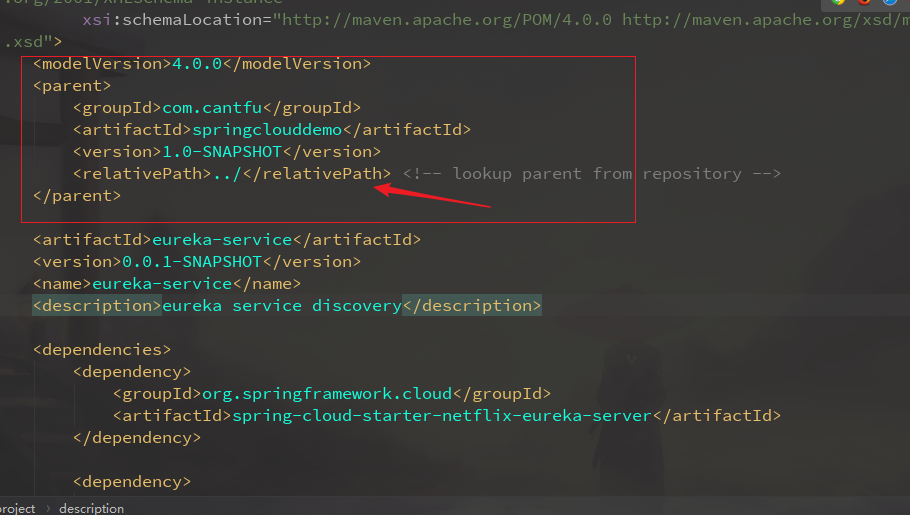 xsi:schemaLocation="http://maven.apache.org/POM/4.0.0 http://maven.apache.org/xsd/m
.xsd">
<modelVersion>4.0.0</modelVersion>
<parent>
<groupId>com.cantfu</groupId>
<artifactId>springclouddemo</artifactId>
<version>1.0-SNAPSHOT</version>
<relativePath>../</relativePath> <!-- lookup parent from repository -->
</parent>
<artifactId>eureka-service</artifactId>
<version>0.0.1-SNAPSHOT</version>
<name>eureka-service</name>
<description>eureka service discovery</description>
<dependencies>
<dependency>
<groupId>org.springframework.cloud</groupId>
<artifactId>spring-cloud-starter-netflix-eureka-server</artifactId>
</dependency>
<dependency>
project › description